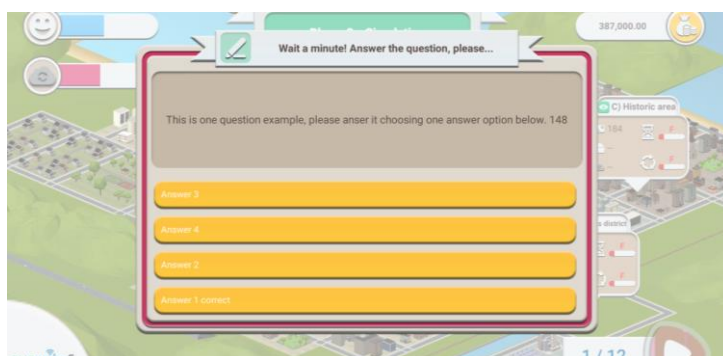 387,000.00
Wait a minute! Answer the question, please...
This is one question example, please anser it choosing one answer option below. 148
C) Historic area
184
Answer 3
Answer 4
district
Answer 2
Answer 1 correct
1 / 12